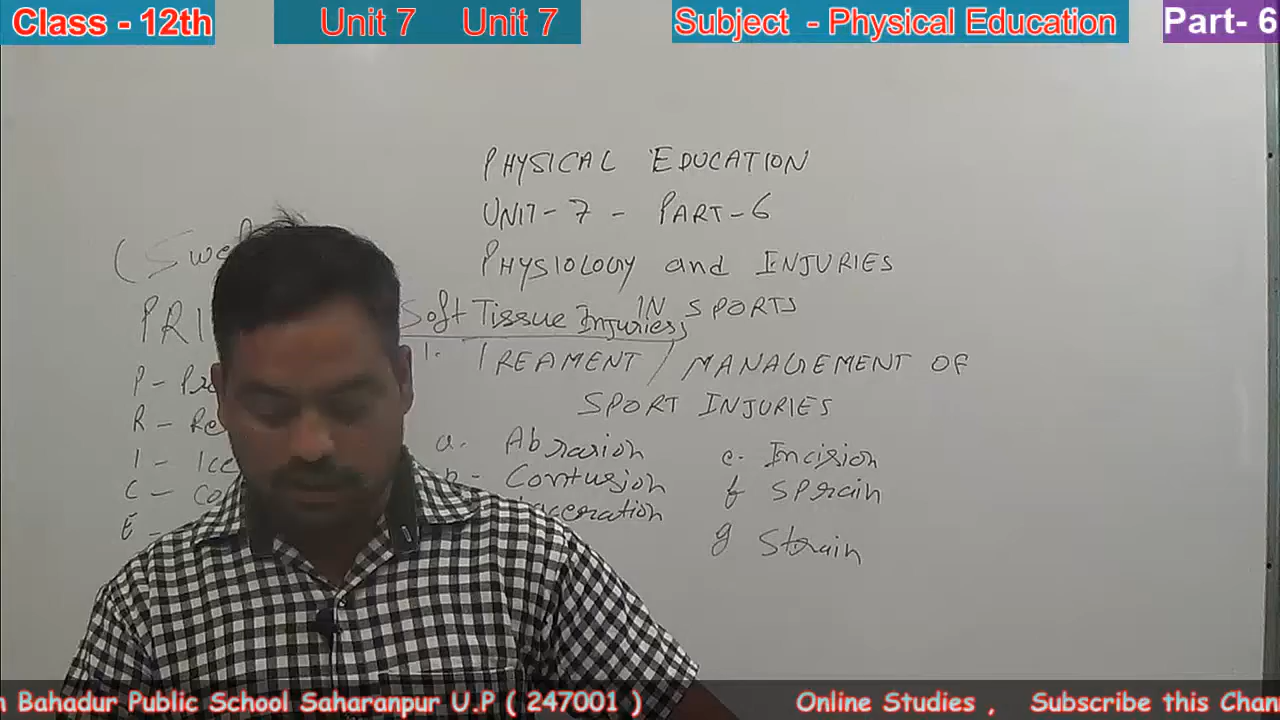 Class - 12th
Unit 7 Unit 7
Subject - Physical Education
Part- 6
PHYSICAL EDUCATION
UNIT - 7 - PART - 6
PHYSIOLOGY and INJURIES
IN SPORTS
Soft Tissue Injuries
1.
TREAMENT / MANAGEMENT OF
SPORT INJURIES
P -
R -
I - Ice
C -
E -
a. Abrasion
Contusion
e. Incision
f SPrain
g Strain
Bahadur Public School Saharanpur U.P ( 247001 )
Online Studies , Subscribe this